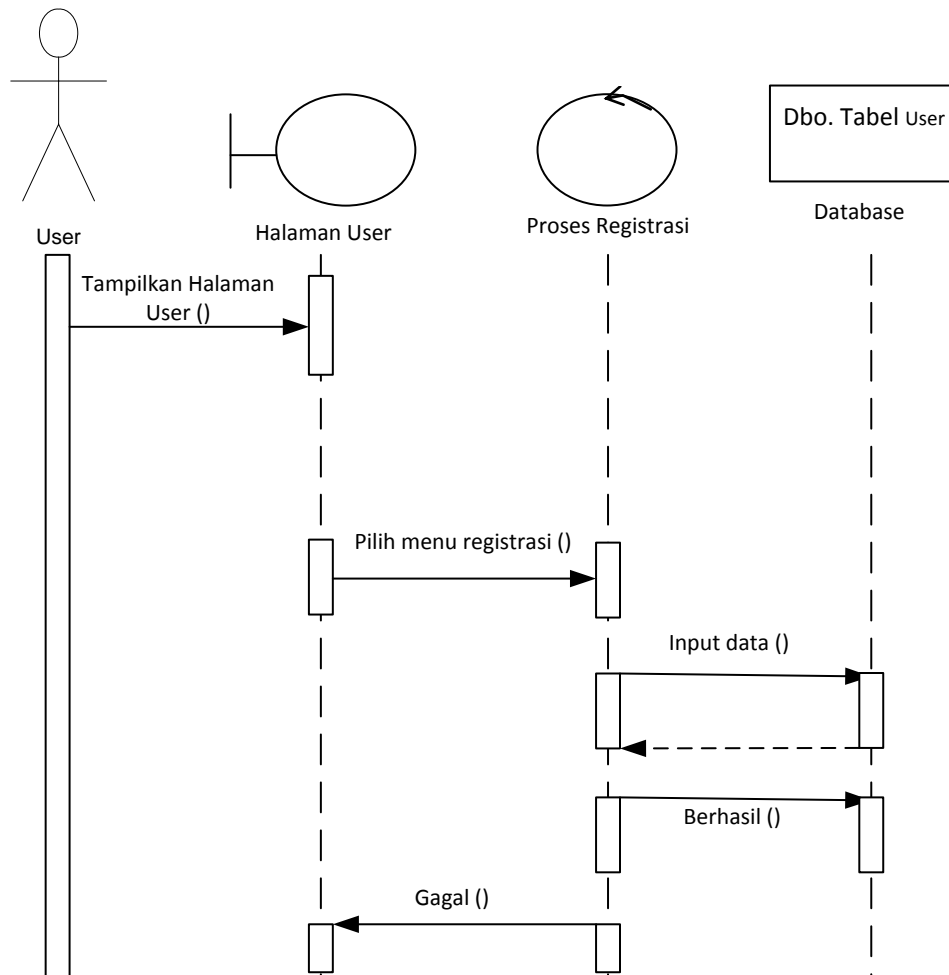 Dbo. Tabel User
User
Halaman User
Proses Registrasi
Database
Tampilkan Halaman
User ()
Pilih menu registrasi ()
Input data ()
Berhasil ()
Gagal ()